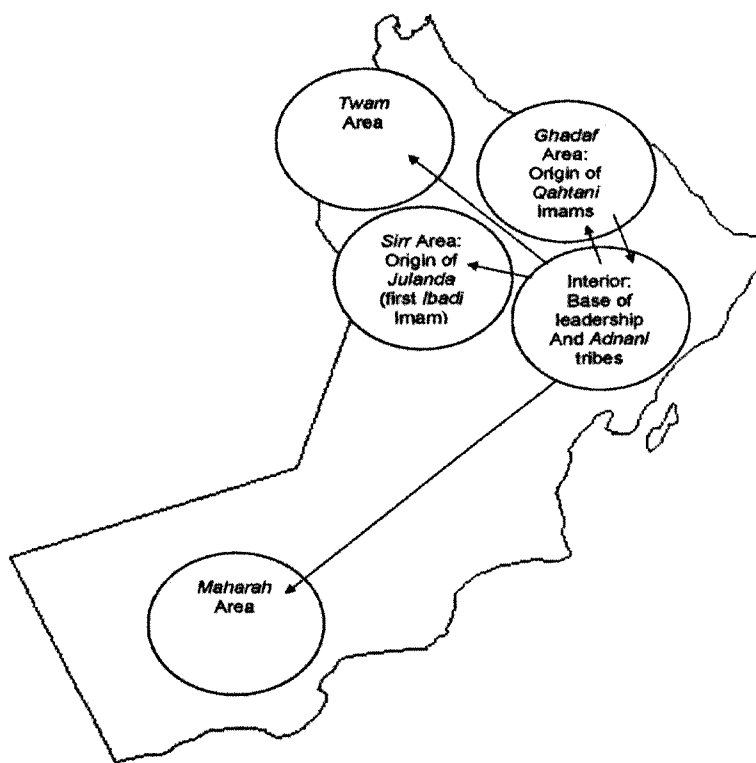 Twam
Area
Ghadaf
Area:
Origin of
Qahtani
Imams
Sirr Area:
Origin of
Julanda
(first Ibadi
Imam)
Interior:
Base of
leadership
And Adnani
tribes
Maharah
Area